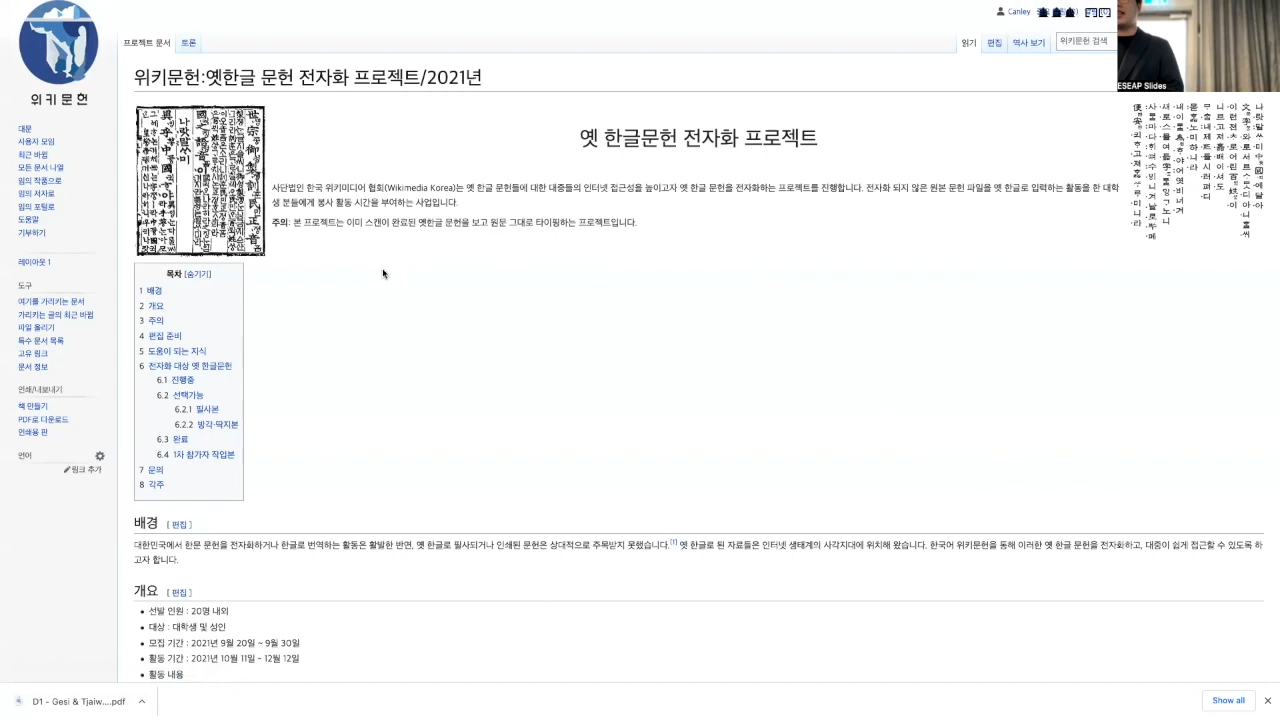 Canley
프로젝트 문서
토론
읽기
편집
역사 보기
위키문헌 검색
ESEAP Slides
위키문헌
위키문헌:옛한글 문헌 전자화 프로젝트/2021년
옛 한글문헌 전자화 프로젝트
사단법인 한국 위키미디어 협회(Wikimedia Korea)는 옛 한글 문헌들에 대한 대중들의 인터넷 접근성을 높이고자 옛 한글 문헌을 전자화하는 프로젝트를 진행합니다. 전자화 되지 않은 원본 문헌 파일을 옛 한글로 입력하는 활동을 한 대학
생 분들에게 봉사 활동 시간을 부여하는 사업입니다.
주의: 본 프로젝트는 이미 스캔이 완료된 옛한글 문헌을 보고 원문 그대로 타이핑하는 프로젝트입니다.
대문
사용자 모임
최근 바뀜
모든 문서 나열
임의 작품으로
임의 저자로
임의 포털로
도움말
기부하기
레이아웃 1
도구
여기를 가리키는 문서
가리키는 글의 최근 바뀜
파일 올리기
특수 문서 목록
고유 링크
문서 정보
인쇄/내보내기
책 만들기
PDF로 다운로드
인쇄용 판
언어
링크 추가
목차 [숨기기]
1 배경
2 개요
3 주의
4 편집 준비
5 도움이 되는 지식
6 전자화 대상 옛 한글문헌
6.1 진행중
6.2 선택가능
6.2.1 필사본
6.2.2 방각·딱지본
6.3 완료
6.4 1차 참가자 작업본
7 문의
8 각주
배경 [ 편집 ]
대한민국에서 한문 문헌을 전자화하거나 한글로 번역하는 활동은 활발한 반면, 옛 한글로 필사되거나 인쇄된 문헌은 상대적으로 주목받지 못했습니다.[1] 옛 한글로 된 자료들은 인터넷 생태계의 사각지대에 위치해 왔습니다. 한국어 위키문헌을 통해 이러한 옛 한글 문헌을 전자화하고, 대중이 쉽게 접근할 수 있도록 하
고자 합니다.
개요 [ 편집 ]
• 선발 인원 : 20명 내외
• 대상 : 대학생 및 성인
• 모집 기간 : 2021년 9월 20일 ~ 9월 30일
• 활동 기간 : 2021년 10월 11일 ~ 12월 12일
• 활동 내용
D1 - Gesi & Tjaiw....pdf
Show all